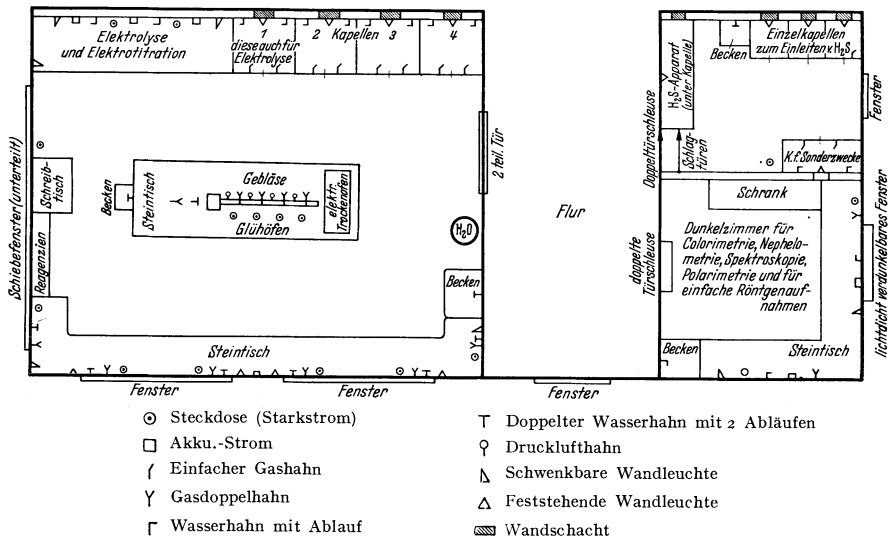 Elektrolyse
und Elektrotitration
1
2
Kapellen
3
4
diese auch für
Elektrolyse
H₂S-Apparat
(unter Kapelle)
Becken
Einzelkapellen
zum Einleiten v. H₂S
Fenster
Doppeltürschleuse
Schlag-
türen
K.f. Sonderzwecke
2 teil. Tür
Schiebefenster (unterteilt)
Schreib-
tisch
Reagenzien
Becken
Steintisch
Gebläse
Glühöfen
elektr.
Trockenofen
H₂O
Becken
Flur
Schrank
doppelte
Türschleuse
Dunkelzimmer für
Colorimetrie, Nephelo-
metrie, Spektroskopie,
Polarimetrie und für
einfache Röntgenauf-
nahmen
lichtdicht verdunkelbares Fenster
Steintisch
Becken
Steintisch
Fenster
Fenster
Fenster
Steckdose (Starkstrom)
Akku.-Strom
Einfacher Gashahn
Gasdoppelhahn
Wasserhahn mit Ablauf
Doppelter Wasserhahn mit 2 Abläufen
Drucklufthahn
Schwenkbare Wandleuchte
Feststehende Wandleuchte
Wandschacht